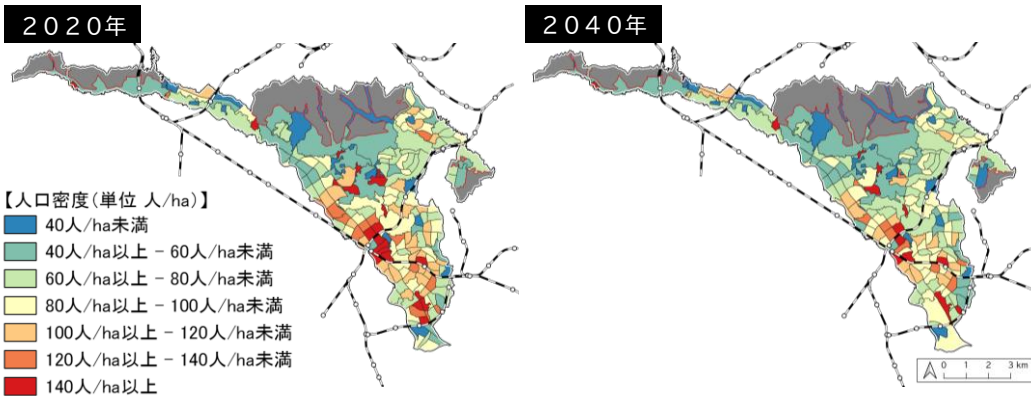 ２０２０年
２０４０年
【人口密度(単位 人/ha)】
40人/ha未満
40人/ha以上 − 60人/ha未満
60人/ha以上 − 80人/ha未満
80人/ha以上 − 100人/ha未満
100人/ha以上 − 120人/ha未満
120人/ha以上 − 140人/ha未満
140人/ha以上
0 1 2 3 km